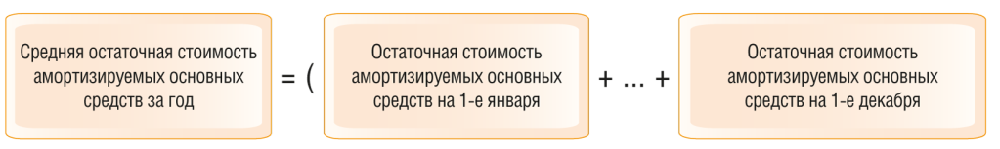 Средняя остаточная стоимость
амортизируемых основных
средств за год
= (
Остаточная стоимость
амортизируемых основных
средств на 1-е января
+ ... +
Остаточная стоимость
амортизируемых основных
средств на 1-е декабря